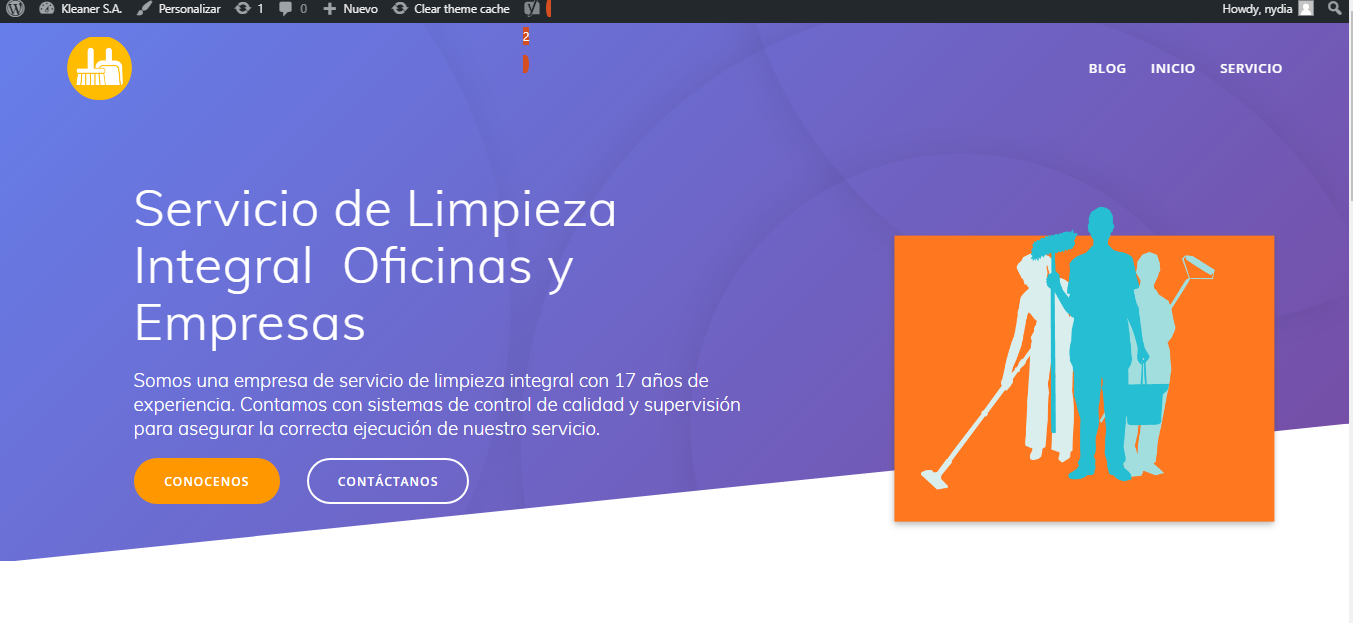 Kleaner S.A. Personalizar 1 0 Nuevo Clear theme cache Howdy, nydia
2
BLOG INICIO SERVICIO
Servicio de Limpieza
Integral Oficinas y
Empresas
Somos una empresa de servicio de limpieza integral con 17 años de
experiencia. Contamos con sistemas de control de calidad y supervisión
para asegurar la correcta ejecución de nuestro servicio.
CONOCENOS CONTÁCTANOS